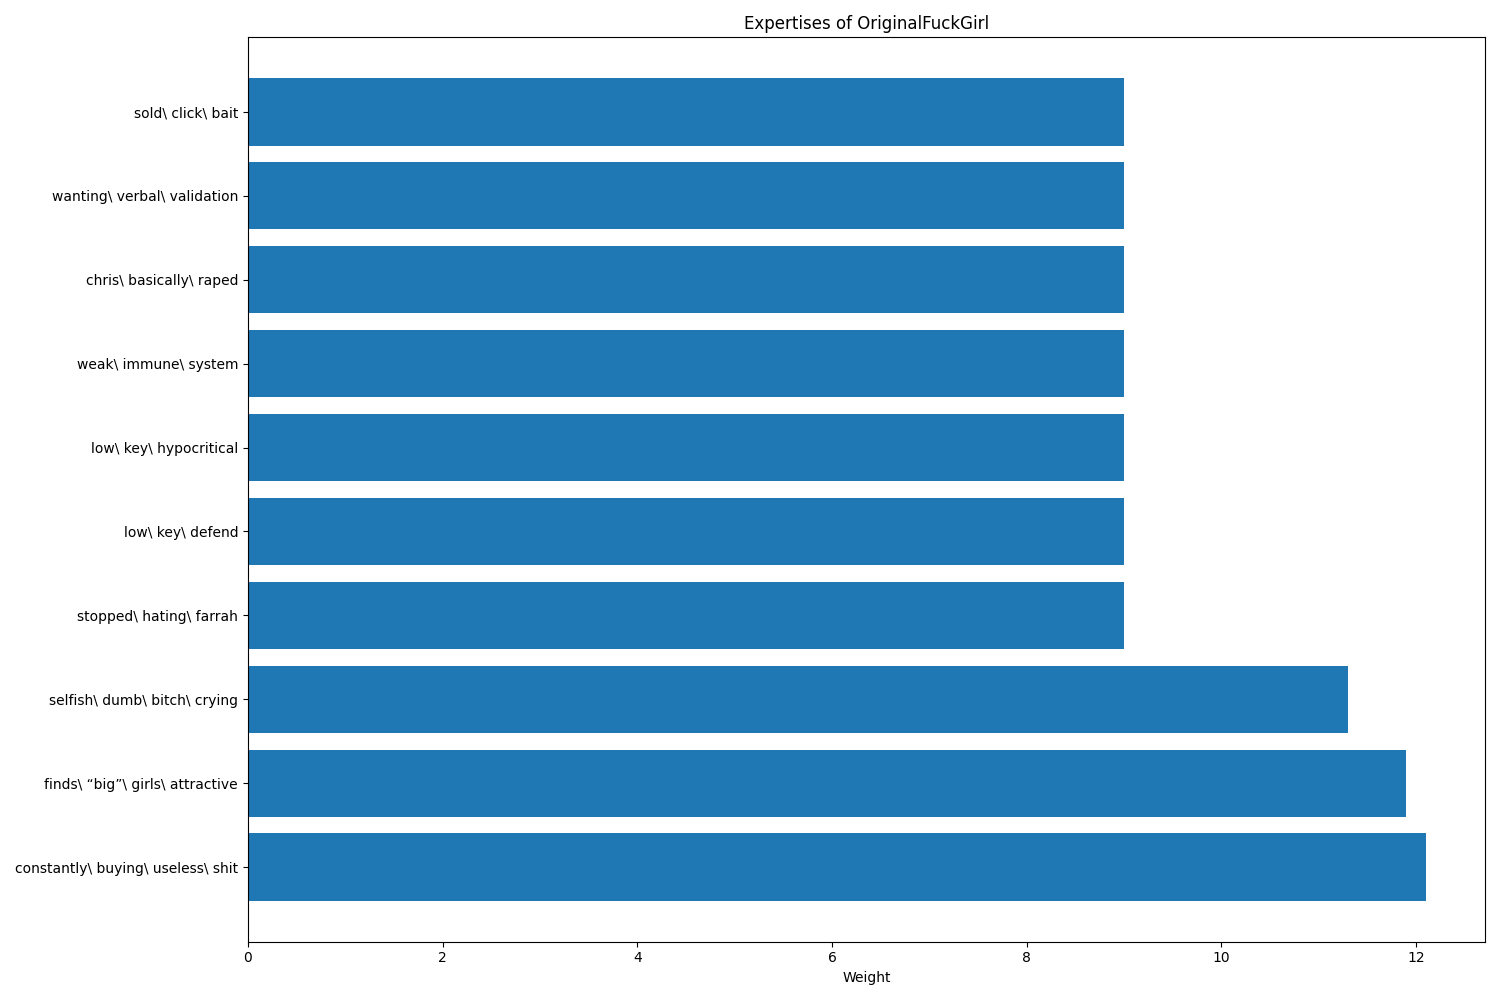 Expertises of OriginalFuckGirl
sold\ click\ bait
wanting\ verbal\ validation
chris\ basically\ raped
weak\ immune\ system
low\ key\ hypocritical
low\ key\ defend
stopped\ hating\ farrah
selfish\ dumb\ bitch\ crying
finds\ “big”\ girls\ attractive
constantly\ buying\ useless\ shit
0 2 4 6 8 10 12
Weight